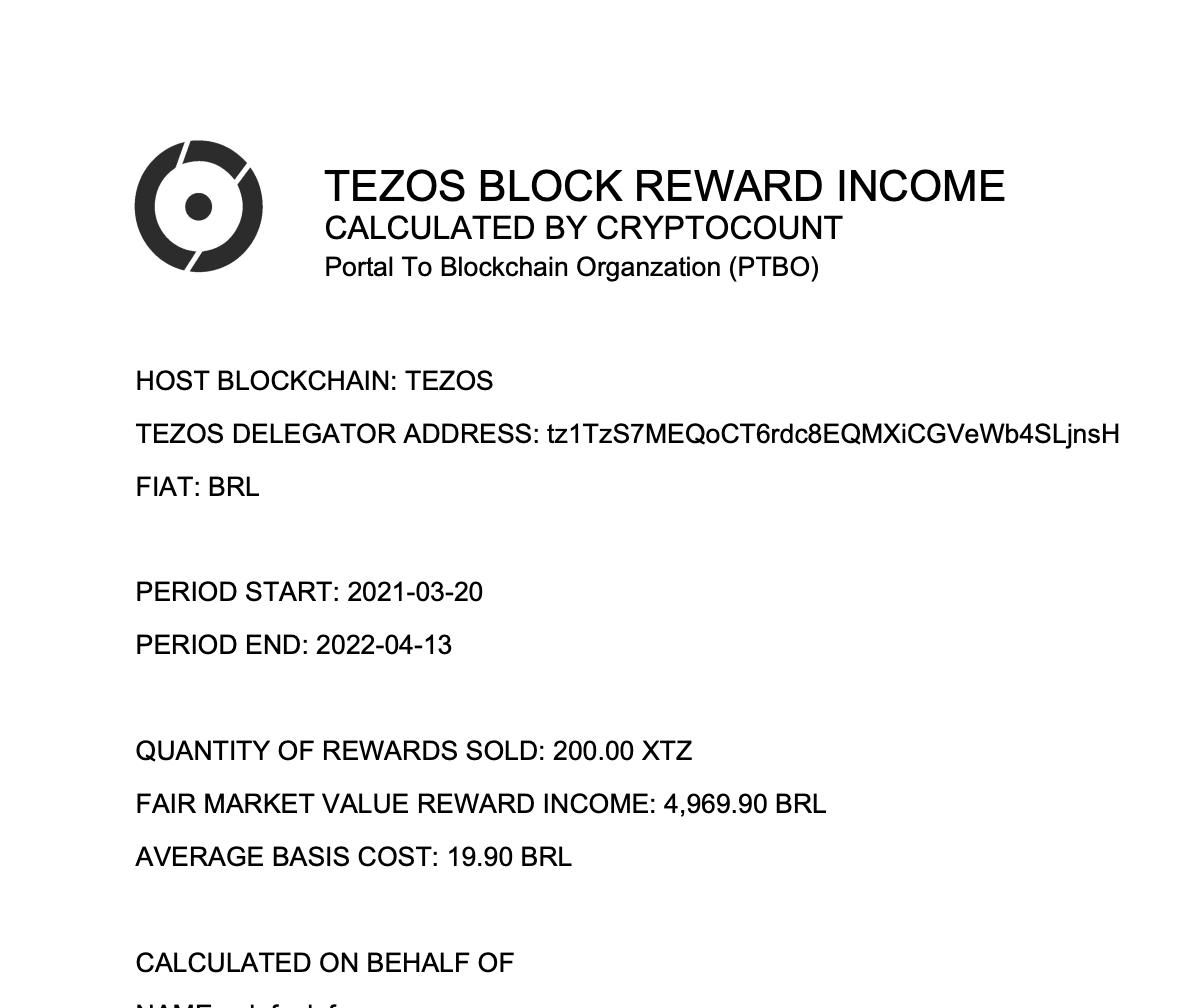 TEZOS BLOCK REWARD INCOME
CALCULATED BY CRYPTOCOUNT
Portal To Blockchain Organzation (PTBO)
HOST BLOCKCHAIN: TEZOS
TEZOS DELEGATOR ADDRESS: tz1TzS7MEQoCT6rdc8EQMXiCGVeWb4SLjnsH
FIAT: BRL
PERIOD START: 2021-03-20
PERIOD END: 2022-04-13
QUANTITY OF REWARDS SOLD: 200.00 XTZ
FAIR MARKET VALUE REWARD INCOME: 4,969.90 BRL
AVERAGE BASIS COST: 19.90 BRL
CALCULATED ON BEHALF OF